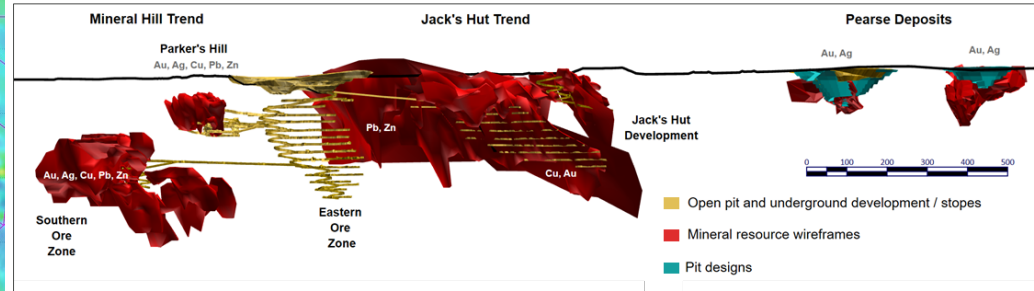 Mineral Hill Trend
Jack's Hut Trend
Pearse Deposits
Parker's Hill
Au, Ag, Cu, Pb, Zn
Au, Ag
Au, Ag
Pb, Zn
Jack's Hut
Development
Au, Ag, Cu, Pb, Zn
Cu, Au
0 100 200 300 400 500
Southern
Ore
Zone
Eastern
Ore
Zone
Open pit and underground development / stopes
Mineral resource wireframes
Pit designs